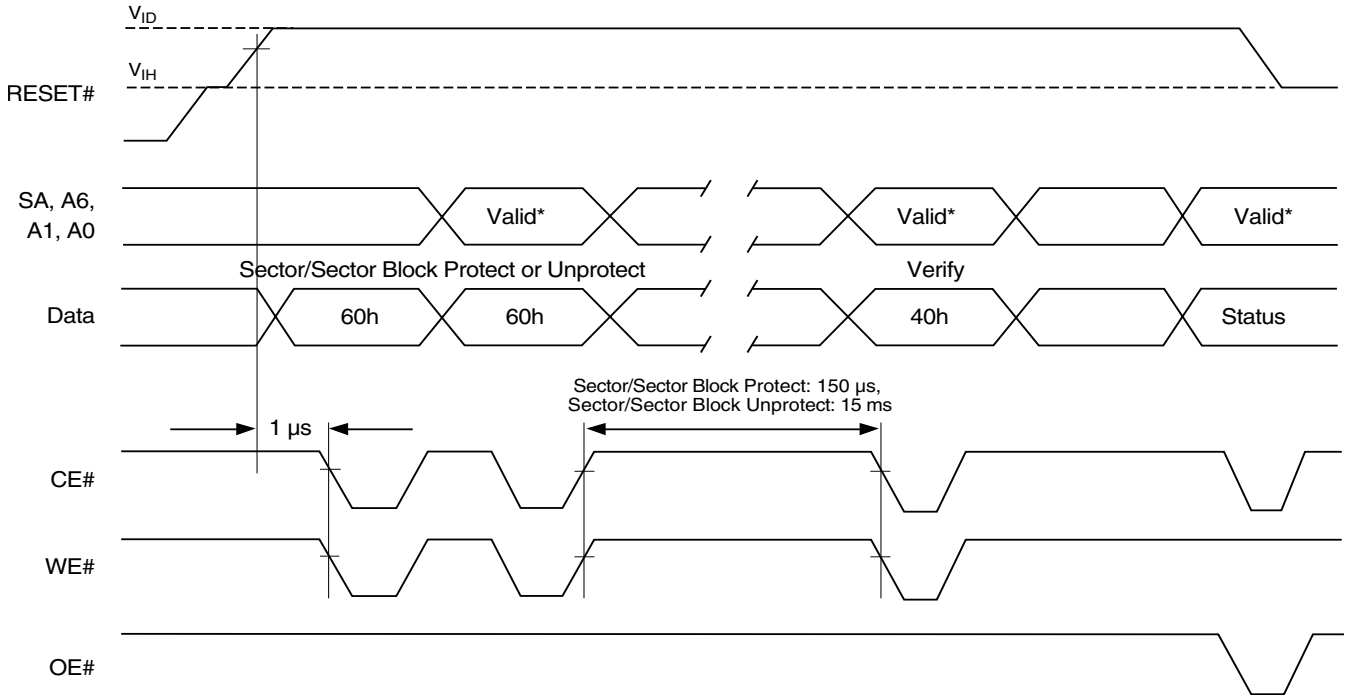 VID
VIH
RESET#
SA, A6,
A1, A0
Valid*
Valid*
Valid*
Sector/Sector Block Protect or Unprotect
Verify
Data
60h
60h
40h
Status
Sector/Sector Block Protect: 150 µs,
Sector/Sector Block Unprotect: 15 ms
1 µs
CE#
WE#
OE#